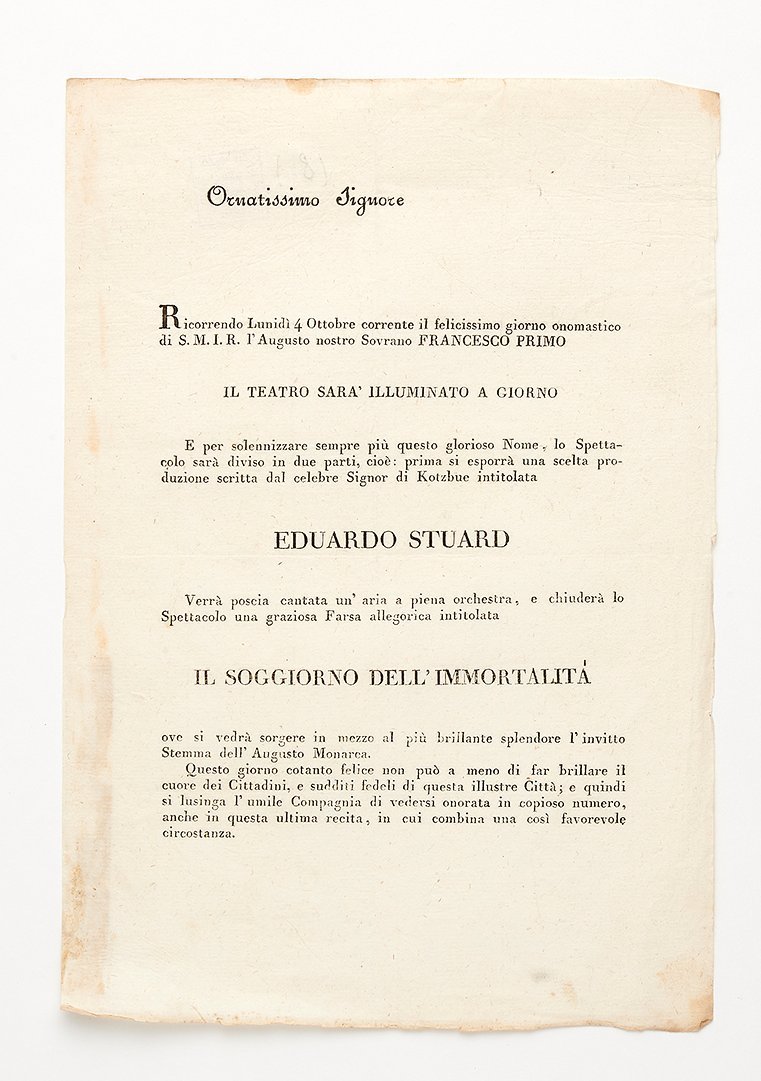 Ornatissimo Signore
Ricorrendo Lunidì 4 Ottobre corrente il felicissimo giorno onomastico
di S. M. I. R. l'Augusto nostro Sovrano FRANCESCO PRIMO
IL TEATRO SARA' ILLUMINATO A GIORNO
E per solennizzare sempre più questo glorioso Nome, lo Spetta-
colo sarà diviso in due parti, cioè: prima si esporrà una scelta pro-
duzione scritta dal celebre Signor di Kotzbue intitolata
EDUARDO STUARD
Verrà poscia cantata un' aria a piena orchestra, e chiuderà lo
Spettacolo una graziosa Farsa allegorica intitolata
IL SOGGIORNO DELL' IMMORTALITÁ
ove si vedrà sorgere in mezzo al più brillante splendore l' invitto
Stemma dell' Augusto Monarca.
Questo giorno cotanto felice non può a meno di far brillare il
cuore dei Cittadini, e sudditi fedeli di questa illustre Città; e quindi
si lusinga l' umile Compagnia di vedersi onorata in copioso numero,
anche in questa ultima recita, in cui combina una così favorevole
circostanza.